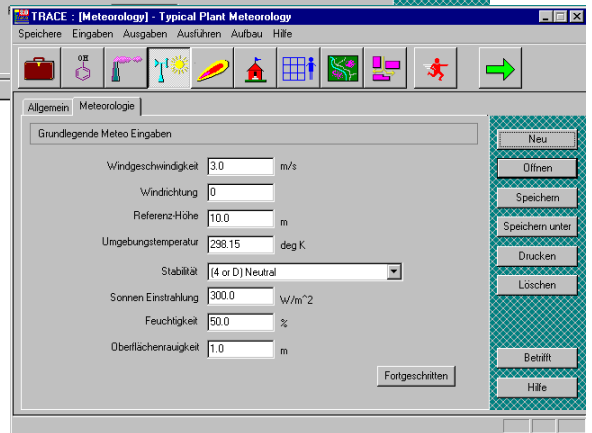 TRACE : [Meteorology] - Typical Plant Meteorology
Speichere Eingaben Ausgaben Ausführen Aufbau Hilfe
OH
Allgemein Meteorologie
Grundlegende Meteo Eingaben
Windgeschwindigkeit 3.0 m/s
Windrichtung 0
Referenz-Höhe 10.0 m
Umgebungstemperatur 298.15 deg K
Stabilität (4 or D) Neutral
Sonnen Einstrahlung 300.0 W/m^2
Feuchtigkeit 50.0 %
Oberflächenrauigkeit 1.0 m
Fortgeschritten
Neu
Offnen
Speichern
Speichern unter
Drucken
Löschen
Betrifft
Hilfe